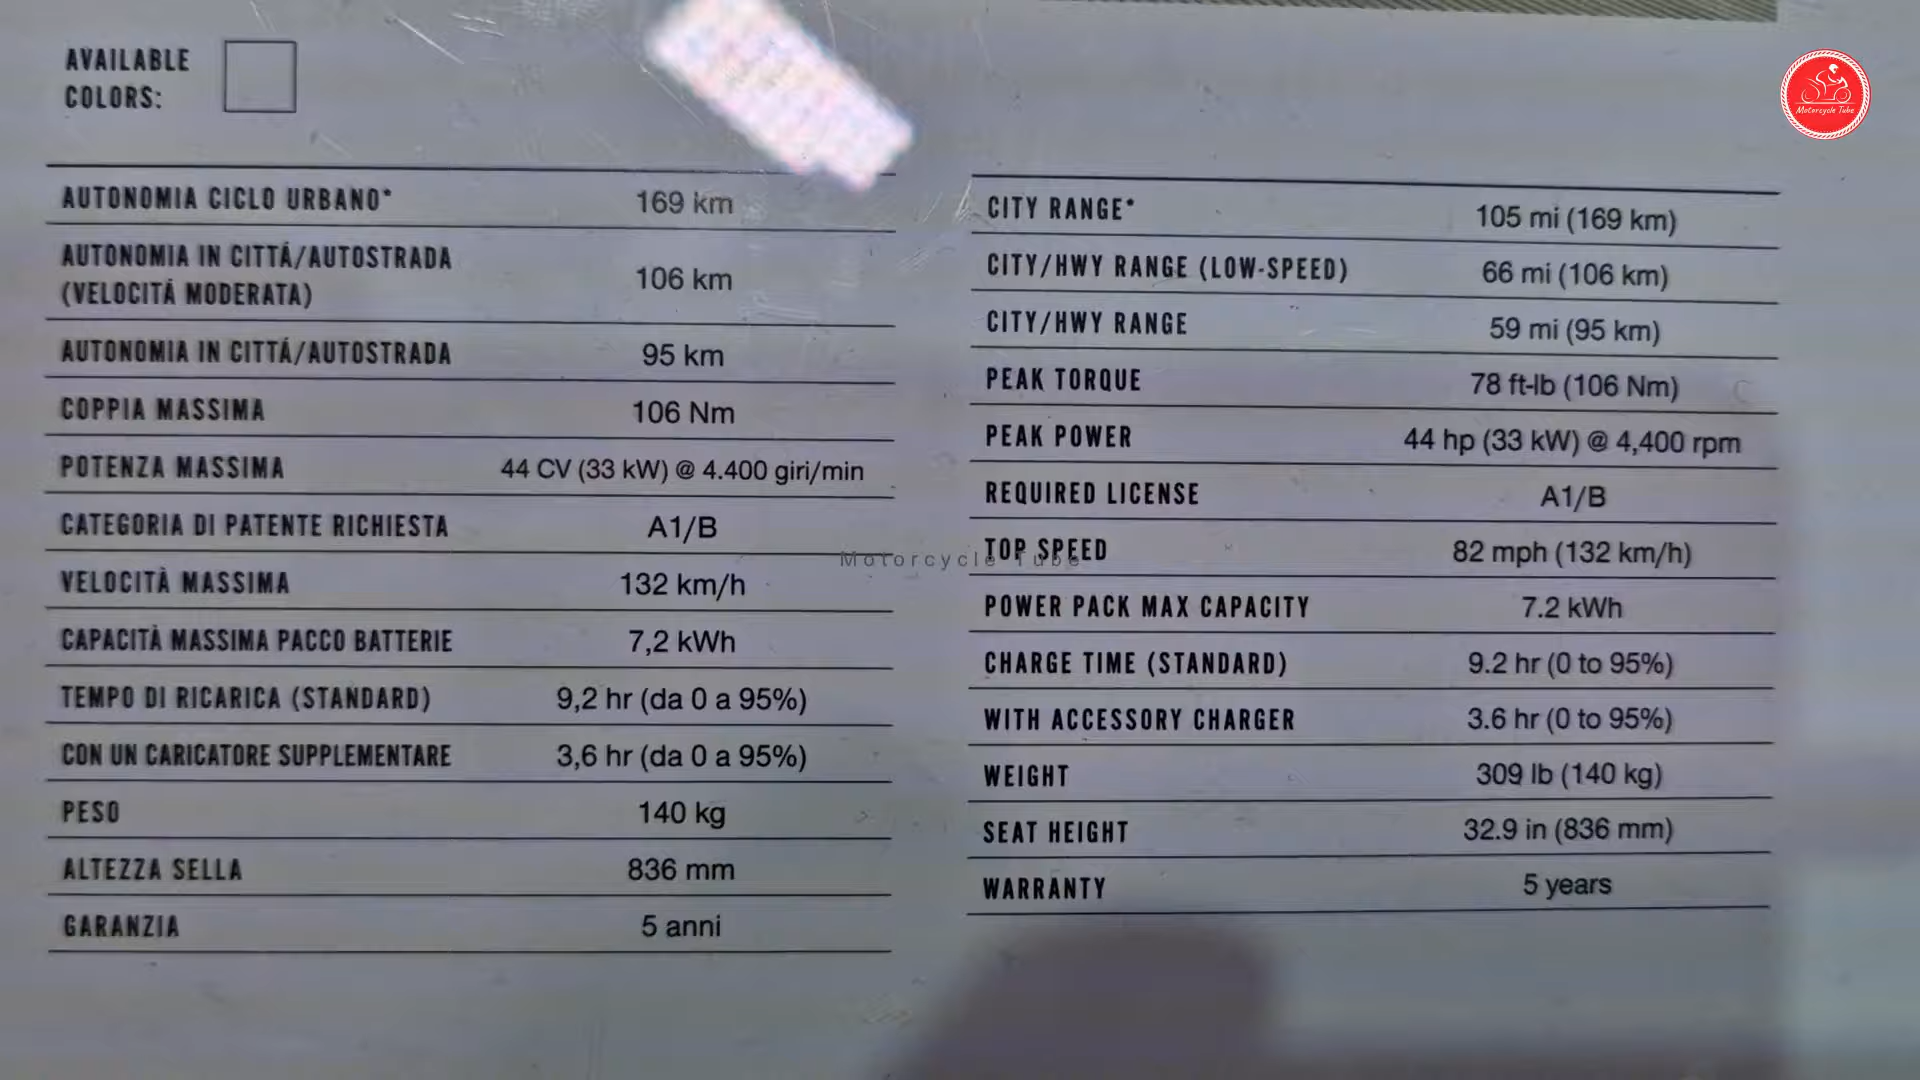 AVAILABLE
COLORS:
Motorcycle Tube
AUTONOMIA CICLO URBANO* 169 km
AUTONOMIA IN CITTÁ/AUTOSTRADA
(VELOCITÁ MODERATA) 106 km
AUTONOMIA IN CITTÁ/AUTOSTRADA 95 km
COPPIA MASSIMA 106 Nm
POTENZA MASSIMA 44 CV (33 kW) @ 4.400 giri/min
CATEGORIA DI PATENTE RICHIESTA A1/B
VELOCITÀ MASSIMA 132 km/h
CAPACITÀ MASSIMA PACCO BATTERIE 7,2 kWh
TEMPO DI RICARICA (STANDARD) 9,2 hr (da 0 a 95%)
CON UN CARICATORE SUPPLEMENTARE 3,6 hr (da 0 a 95%)
PESO 140 kg
ALTEZZA SELLA 836 mm
GARANZIA 5 anni
CITY RANGE* 105 mi (169 km)
CITY/HWY RANGE (LOW-SPEED) 66 mi (106 km)
CITY/HWY RANGE 59 mi (95 km)
PEAK TORQUE 78 ft-lb (106 Nm)
PEAK POWER 44 hp (33 kW) @ 4,400 rpm
REQUIRED LICENSE A1/B
TOP SPEED 82 mph (132 km/h)
Motorcycle Tube
POWER PACK MAX CAPACITY 7.2 kWh
CHARGE TIME (STANDARD) 9.2 hr (0 to 95%)
WITH ACCESSORY CHARGER 3.6 hr (0 to 95%)
WEIGHT 309 lb (140 kg)
SEAT HEIGHT 32.9 in (836 mm)
WARRANTY 5 years